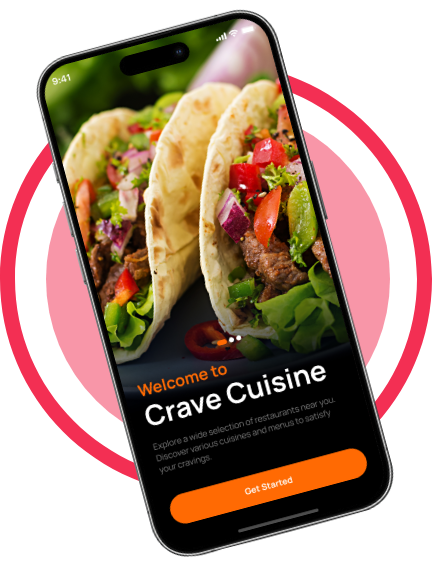 9:41
Welcome to
Crave Cuisine
Explore a wide selection of restaurants near you.
Discover various cuisines and menus to satisfy
your cravings.
Get Started